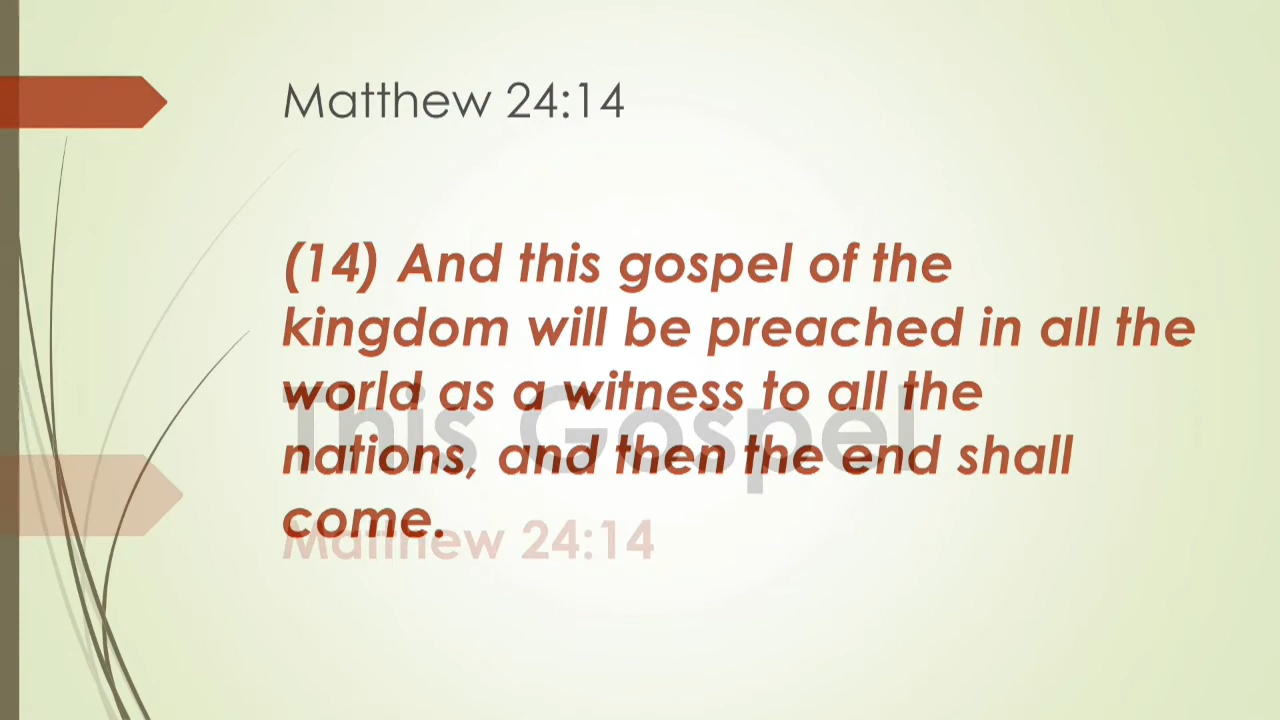 Matthew 24:14
(14) And this gospel of the
kingdom will be preached in all the
world as a witness to all the
This Gospel
nations, and then the end shall
come.
Matthew 24:14